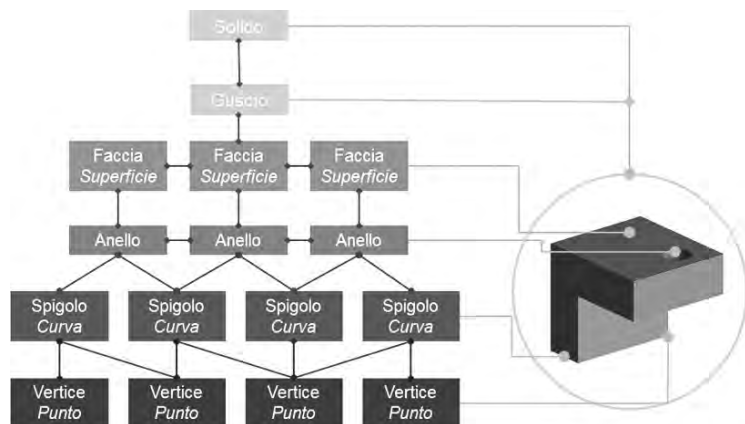 Solido
Guscio
Faccia
Superficie
Faccia
Superficie
Faccia
Superficie
Anello
Anello
Anello
Spigolo
Curva
Spigolo
Curva
Spigolo
Curva
Spigolo
Curva
Vertice
Punto
Vertice
Punto
Vertice
Punto
Vertice
Punto